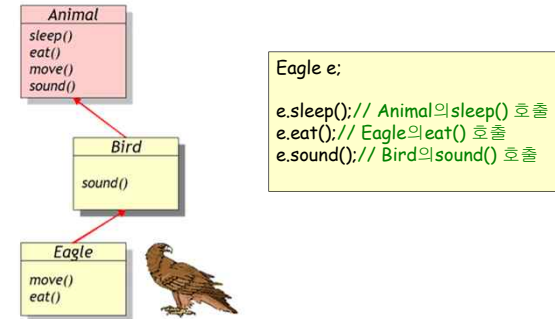 Animal
sleep()
eat()
move()
sound()
Bird
sound()
Eagle
move()
eat()
Eagle e;
e.sleep();// Animal의sleep() 호출
e.eat();// Eagle의eat() 호출
e.sound();// Bird의sound() 호출